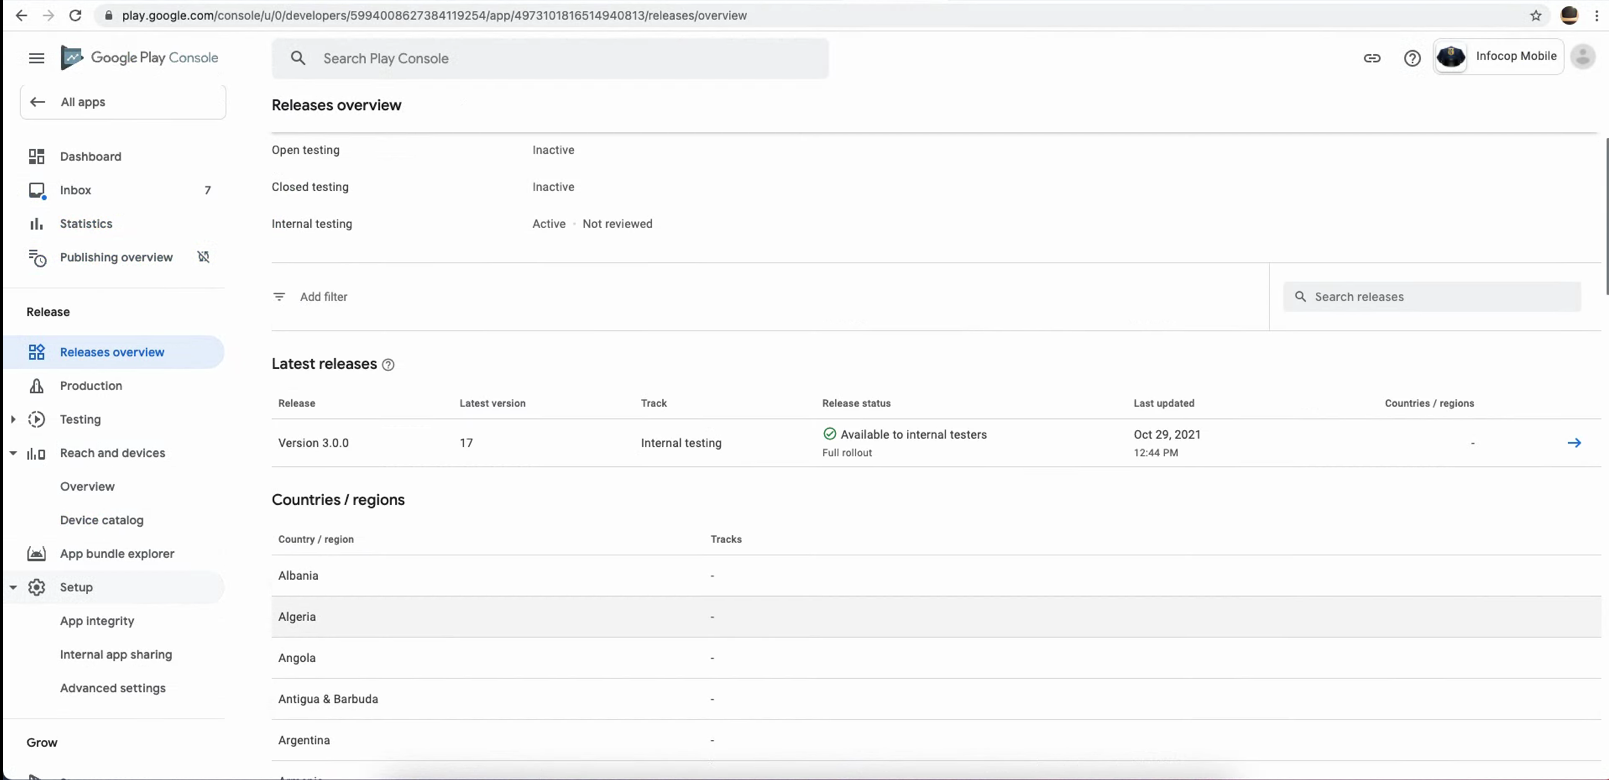 play.google.com/console/u/0/developers/5994008627384119254/app/4973101816514940813/releases/overview
Google Play Console
Search Play Console
Infocop Mobile
All apps
Releases overview
Dashboard
Inbox 7
Statistics
Publishing overview
Release
Releases overview
Production
Testing
Reach and devices
Overview
Device catalog
App bundle explorer
Setup
App integrity
Internal app sharing
Advanced settings
Grow
Open testing Inactive
Closed testing Inactive
Internal testing Active · Not reviewed
Add filter
Search releases
Latest releases
Release Latest version Track Release status Last updated Countries / regions
Version 3.0.0 17 Internal testing Available to internal testers Oct 29, 2021 -
Full rollout 12:44 PM
Countries / regions
Country / region Tracks
Albania -
Algeria -
Angola -
Antigua & Barbuda -
Argentina -